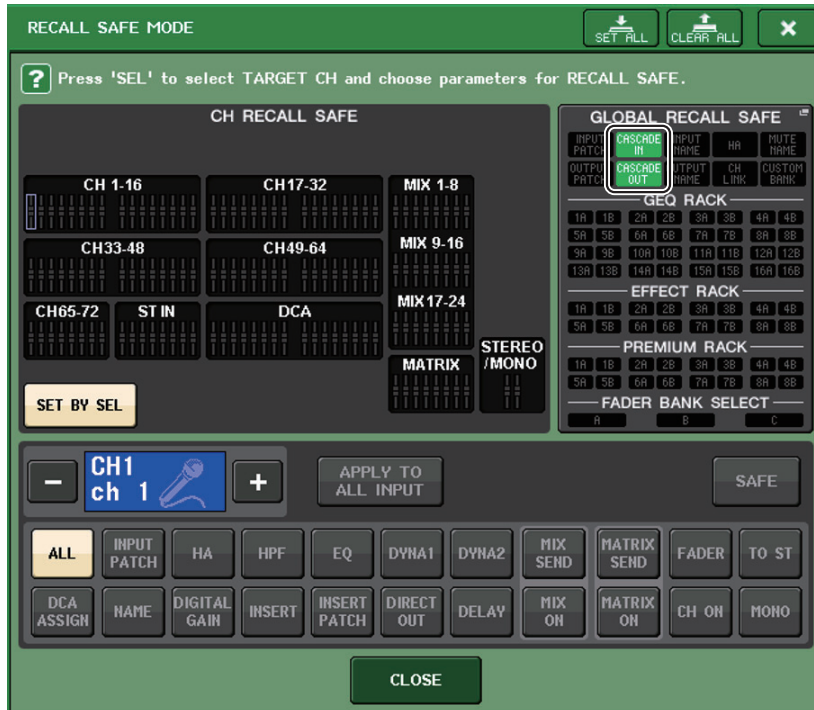 RECALL SAFE MODE
SET ALL
CLEAR ALL
? Press 'SEL' to select TARGET CH and choose parameters for RECALL SAFE.
CH RECALL SAFE
CH 1-16
CH17-32
MIX 1-8
CH33-48
CH49-64
MIX 9-16
CH65-72
ST IN
DCA
MIX17-24
MATRIX
STEREO
/MONO
SET BY SEL
GLOBAL RECALL SAFE
INPUT PATCH
CASCADE IN
INPUT NAME
HA
MUTE NAME
OUTPUT PATCH
CASCADE OUT
OUTPUT NAME
CH LINK
CUSTOM BANK
GEQ RACK
1A 1B 2A 2B 3A 3B 4A 4B
5A 5B 6A 6B 7A 7B 8A 8B
9A 9B 10A 10B 11A 11B 12A 12B
13A 13B 14A 14B 15A 15B 16A 16B
EFFECT RACK
1A 1B 2A 2B 3A 3B 4A 4B
5A 5B 6A 6B 7A 7B 8A 8B
PREMIUM RACK
1A 1B 2A 2B 3A 3B 4A 4B
5A 5B 6A 6B 7A 7B 8A 8B
FADER BANK SELECT
A B C
− CH1
ch 1 +
APPLY TO
ALL INPUT
SAFE
ALL
INPUT PATCH
HA
HPF
EQ
DYNA1
DYNA2
MIX SEND
MATRIX SEND
FADER
TO ST
DCA ASSIGN
NAME
DIGITAL GAIN
INSERT
INSERT PATCH
DIRECT OUT
DELAY
MIX ON
MATRIX ON
CH ON
MONO
CLOSE